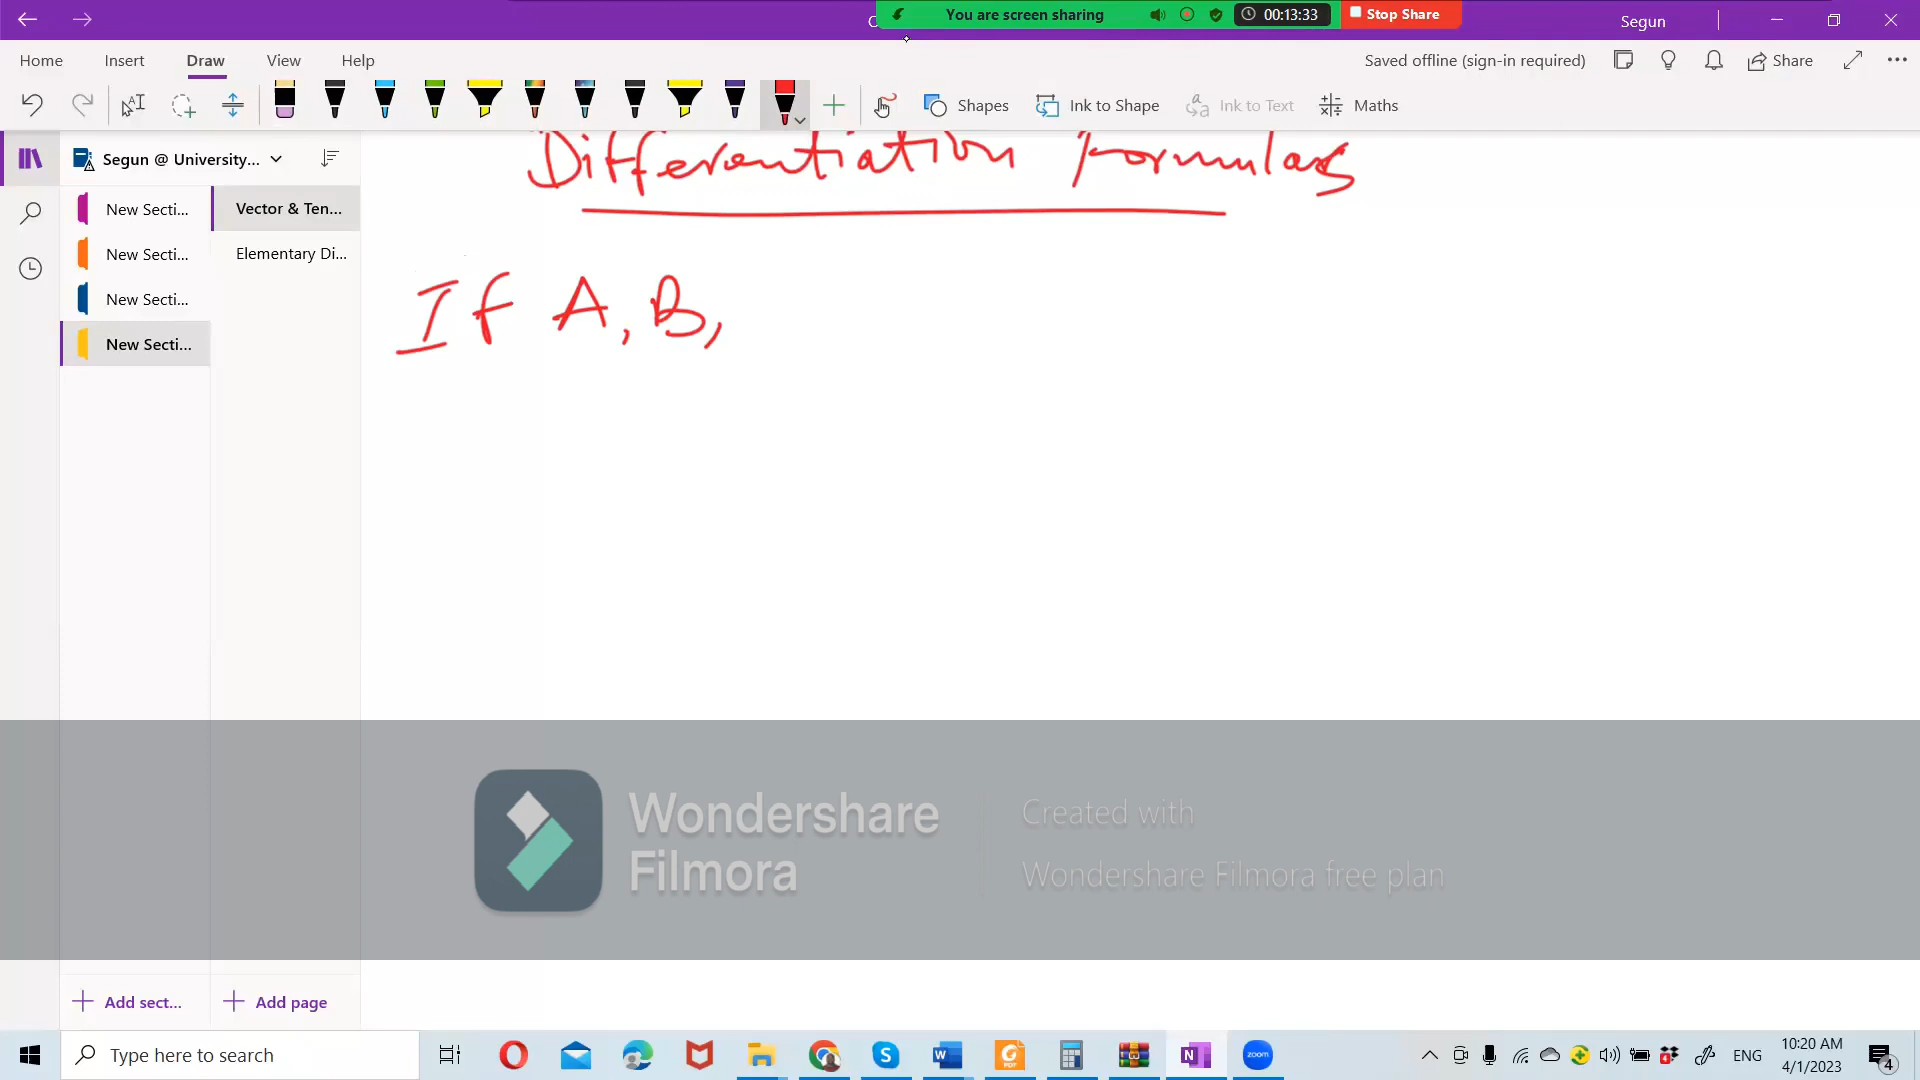 You are screen sharing 00:13:33 Stop Share Segun
Home Insert Draw View Help Saved offline (sign-in required) Share
Shapes Ink to Shape Ink to Text Maths
Segun @ University...
New Secti...
New Secti...
New Secti...
New Secti...
Vector & Ten...
Elementary Di...
Differentiation Formulas
If A, B,
Wondershare
Filmora
Created with
Wondershare Filmora free plan
Add sect... Add page
Type here to search
ENG
10:20 AM
4/1/2023
4